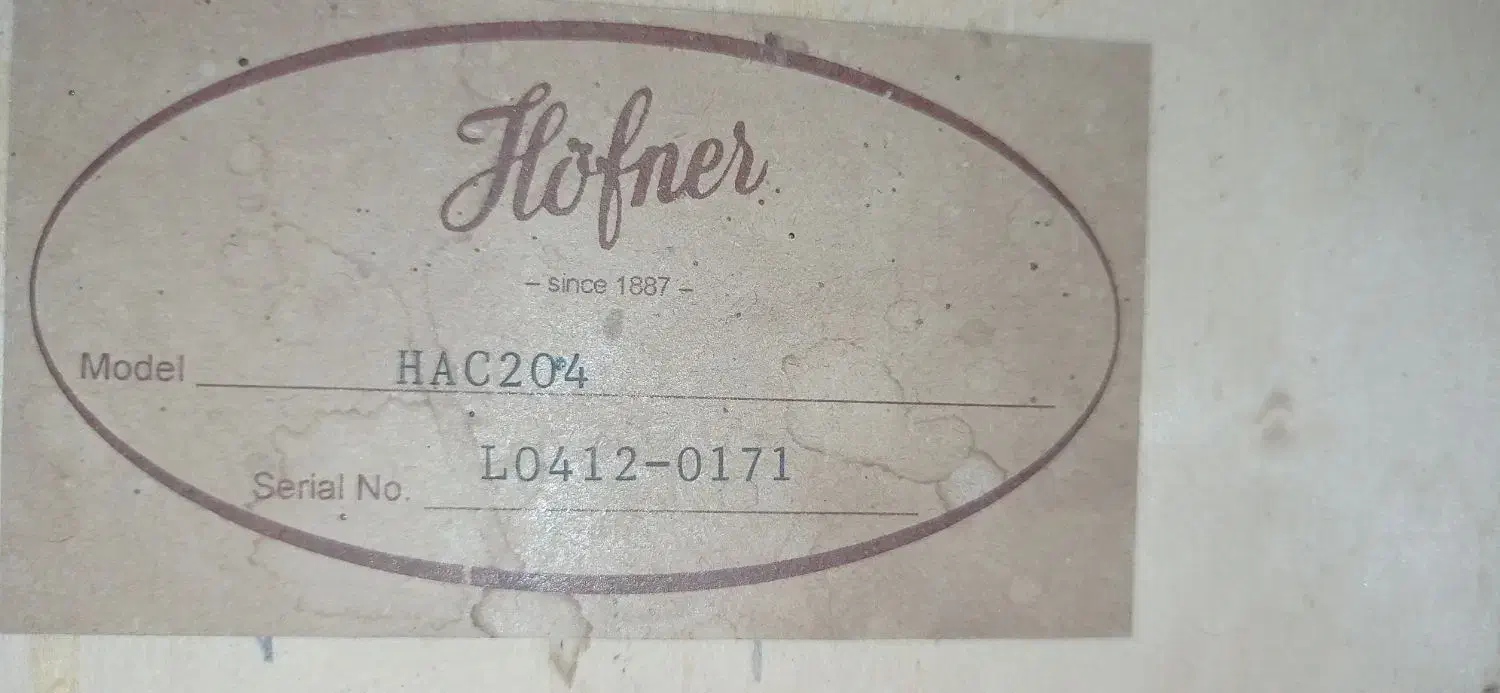 Höfner
– since 1887 –
Model HAC204
Serial No. L0412-0171